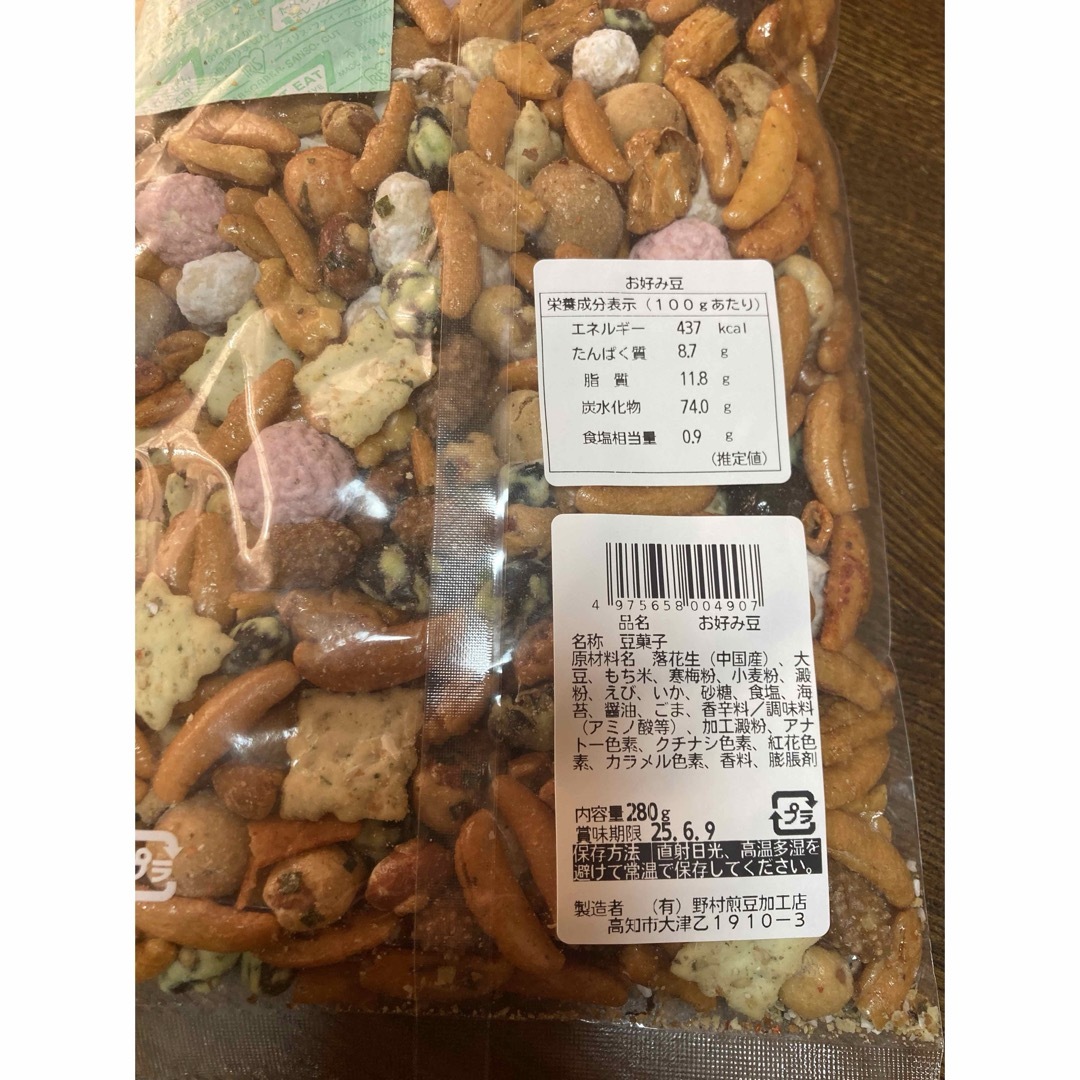 EAT
お好み豆
栄養成分表示(100gあたり)
エネルギー 437 kcal
たんぱく質 8.7 g
脂 質 11.8 g
炭水化物 74.0 g
食塩相当量 0.9 g
(推定値)
4 975658 004907
品名 お好み豆
名称 豆菓子
原材料名 落花生(中国産)、大
豆、もち米、寒梅粉、小麦粉、澱
粉、えび、いか、砂糖、食塩、海
苔、醤油、ごま、香辛料/調味料
(アミノ酸等)、加工澱粉、アナ
トー色素、クチナシ色素、紅花色
素、カラメル色素、香料、膨脹剤
内容量280g
プラ
賞味期限 25.6.9
保存方法 直射日光、高温多湿を
避けて常温で保存してください。
製造者 (有)野村煎豆加工店
高知市大津乙1910-3
プラ